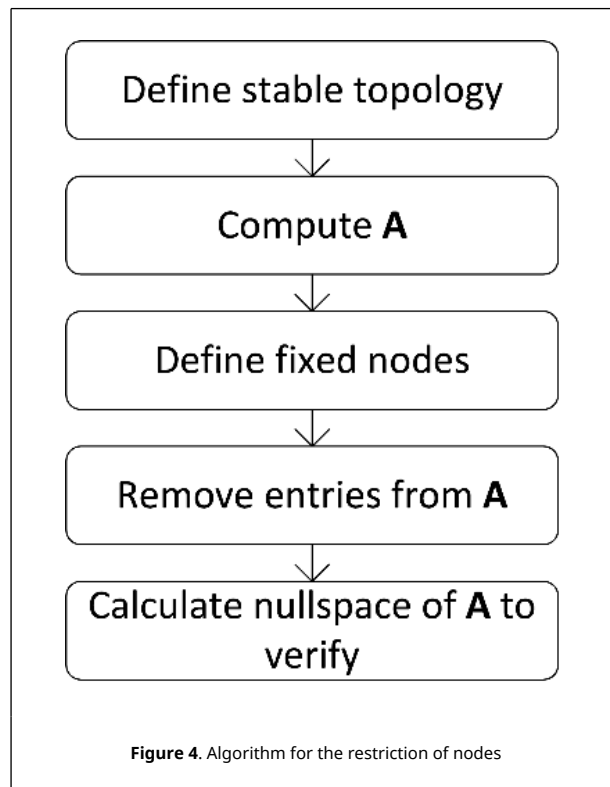 Define stable topology
Compute A
Define fixed nodes
Remove entries from A
Calculate nullspace of A to
verify
Figure 4. Algorithm for the restriction of nodes